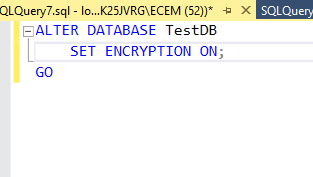 QLQuery7.sql - lo...K25JVRG\ECEM (52))* SQLQuery
ALTER DATABASE TestDB
SET ENCRYPTION ON;
GO